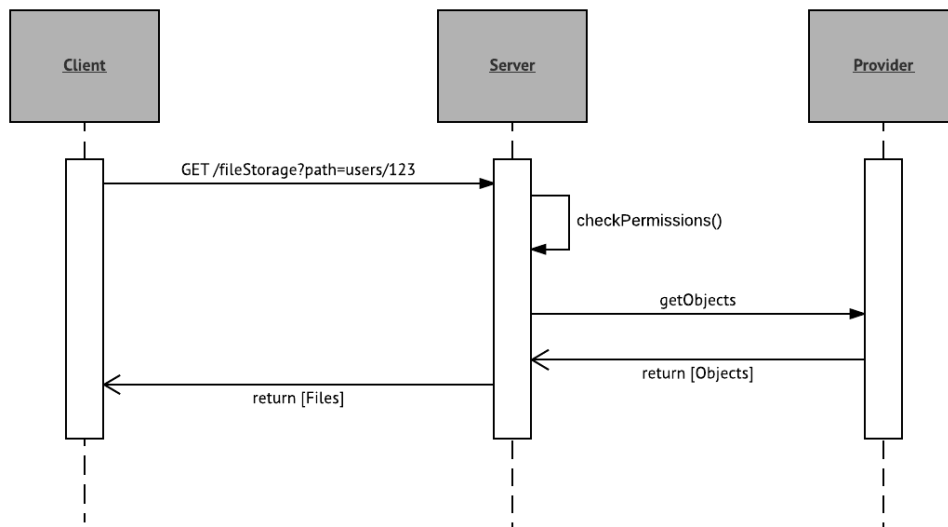 Client
Server
Provider
GET /fileStorage?path=users/123
checkPermissions()
getObjects
return [Objects]
return [Files]